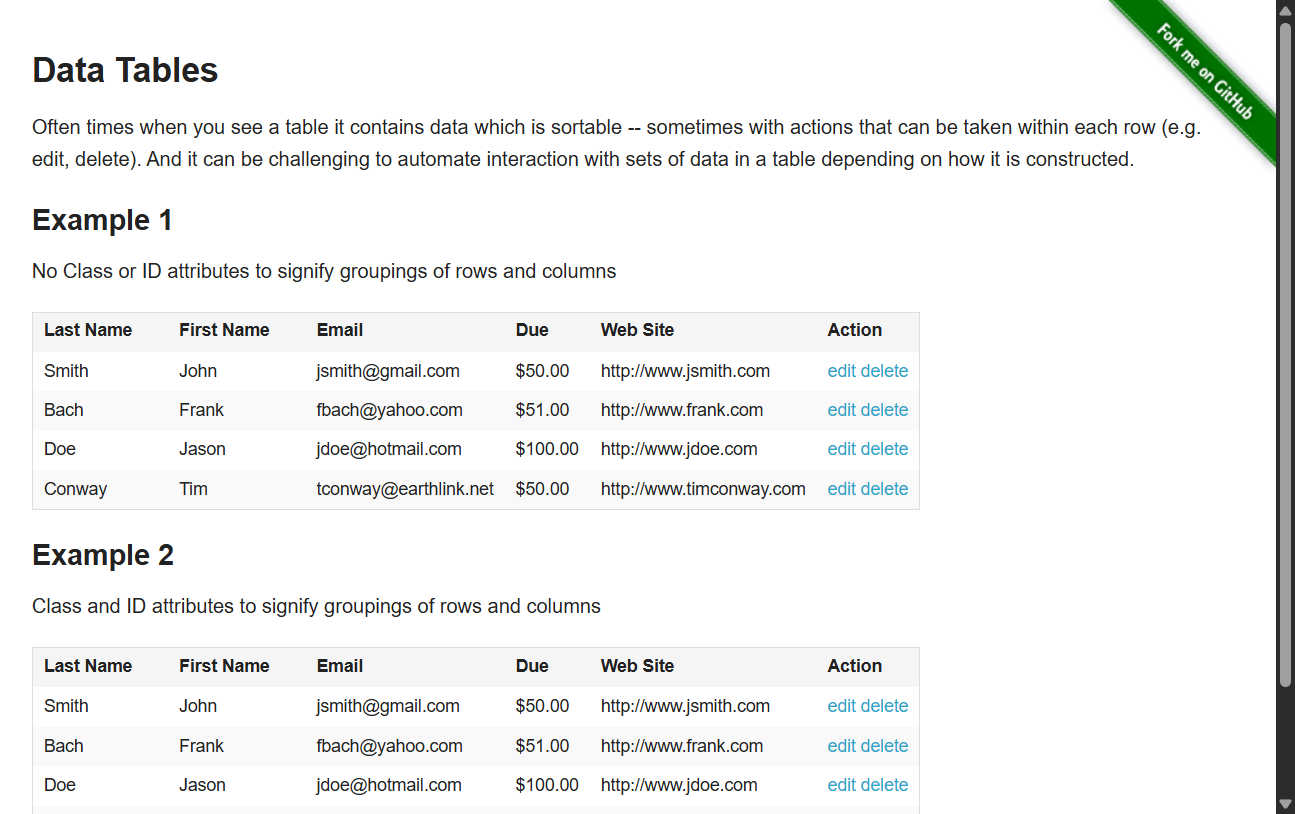 Fork me on GitHub
Data Tables
Often times when you see a table it contains data which is sortable -- sometimes with actions that can be taken within each row (e.g.
edit, delete). And it can be challenging to automate interaction with sets of data in a table depending on how it is constructed.
Example 1
No Class or ID attributes to signify groupings of rows and columns
Last Name First Name Email Due Web Site Action
Smith John jsmith@gmail.com $50.00 http://www.jsmith.com edit delete
Bach Frank fbach@yahoo.com $51.00 http://www.frank.com edit delete
Doe Jason jdoe@hotmail.com $100.00 http://www.jdoe.com edit delete
Conway Tim tconway@earthlink.net $50.00 http://www.timconway.com edit delete
Example 2
Class and ID attributes to signify groupings of rows and columns
Last Name First Name Email Due Web Site Action
Smith John jsmith@gmail.com $50.00 http://www.jsmith.com edit delete
Bach Frank fbach@yahoo.com $51.00 http://www.frank.com edit delete
Doe Jason jdoe@hotmail.com $100.00 http://www.jdoe.com edit delete